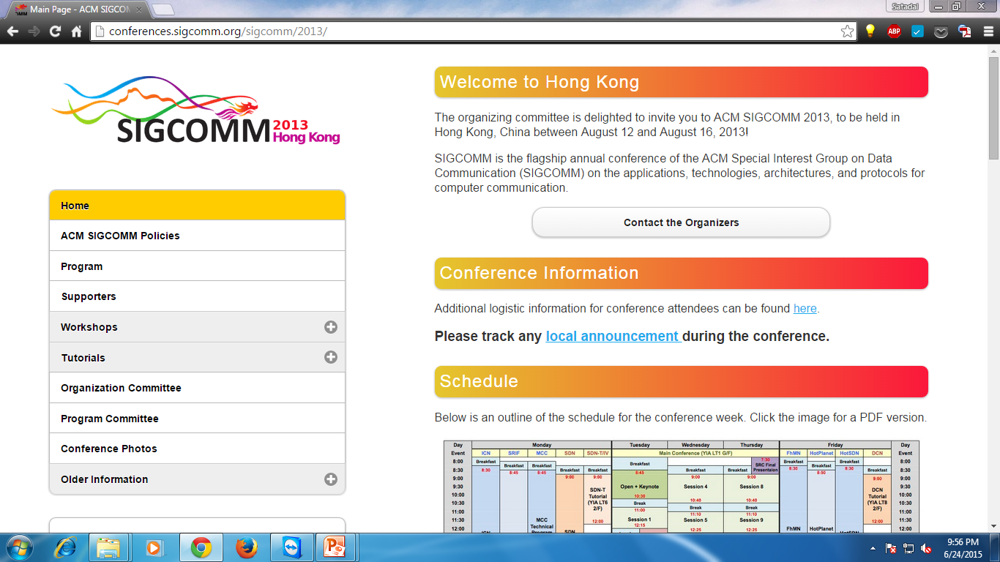 Main Page - ACM SIGCOM
Satadal
conferences.sigcomm.org/sigcomm/2013/
ABP
SIGCOMM 2013
Hong Kong
Home
ACM SIGCOMM Policies
Program
Supporters
Workshops
Tutorials
Organization Committee
Program Committee
Conference Photos
Older Information
Welcome to Hong Kong
The organizing committee is delighted to invite you to ACM SIGCOMM 2013, to be held in
Hong Kong, China between August 12 and August 16, 2013!
SIGCOMM is the flagship annual conference of the ACM Special Interest Group on Data
Communication (SIGCOMM) on the applications, technologies, architectures, and protocols for
computer communication.
Contact the Organizers
Conference Information
Additional logistic information for conference attendees can be found here.
Please track any local announcement during the conference.
Schedule
Below is an outline of the schedule for the conference week. Click the image for a PDF version.
Day Monday Tuesday Wednesday Thursday Friday Day
Event ICN SRIF MCC SDN SDN-T/IV Main Conference (YIA LT1 G/F) FhMN HotPlanet HotSDN DCN Event
8:00 Breakfast Breakfast 7:30 SRC Final Presentaion Breakfast Breakfast Breakfast 8:00
8:30 8:30 Breakfast Breakfast Breakfast Breakfast 8:45 Breakfast Breakfast 8:30 Breakfast 8:30 Breakfast 8:30
9:00 8:45 8:45 9:00 9:00 9:00 9:00 8:50 9:00 9:00
9:30 SDN-T Tutorial (YIA LT6 2/F) Open + Keynote Session 4 Session 8 DCN Tutorial (YIA LT8 2/F) 9:30
10:00 10:00
10:30 10:30 10:40 10:40 10:30
11:00 Break Break Break 11:00
11:30 MCC Technical Program 11:00 Session 1 11:10 Session 5 11:10 Session 9 11:30
12:00 ICN SDN 12:00 12:15 12:25 12:25 FhMN HotPlanet HotSDN 12:00 12:00
9:56 PM
6/24/2015